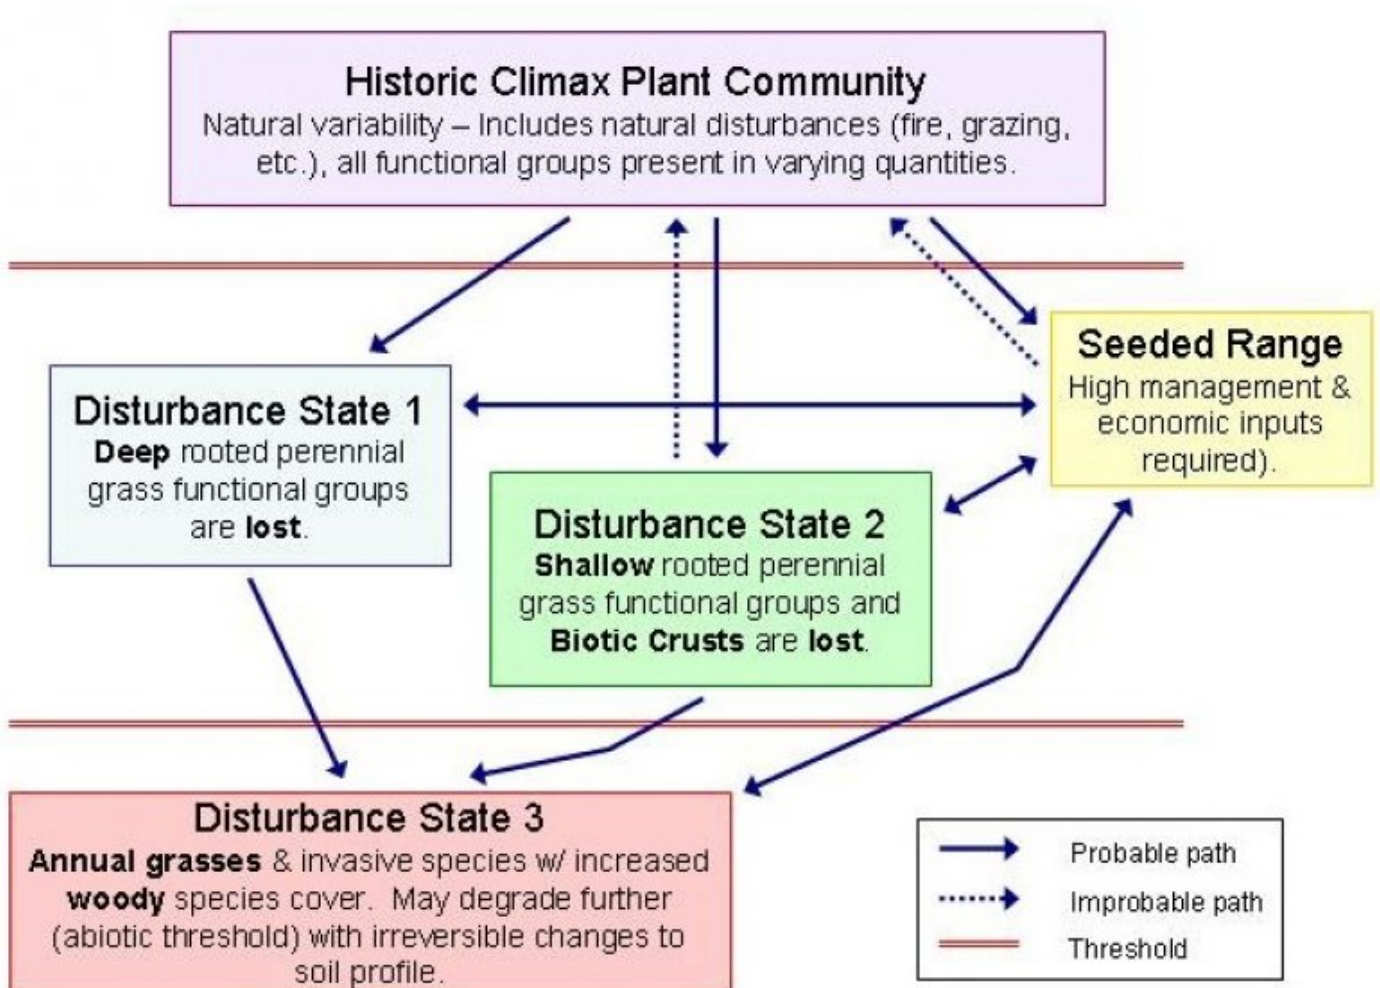 Historic Climax Plant Community
Natural variability – Includes natural disturbances (fire, grazing,
etc.), all functional groups present in varying quantities.
Seeded Range
High management &
economic inputs
required).
Disturbance State 1
Deep rooted perennial
grass functional groups
are lost.
Disturbance State 2
Shallow rooted perennial
grass functional groups and
Biotic Crusts are lost.
Disturbance State 3
Annual grasses & invasive species w/ increased
woody species cover. May degrade further
(abiotic threshold) with irreversible changes to
soil profile.
Probable path
Improbable path
Threshold